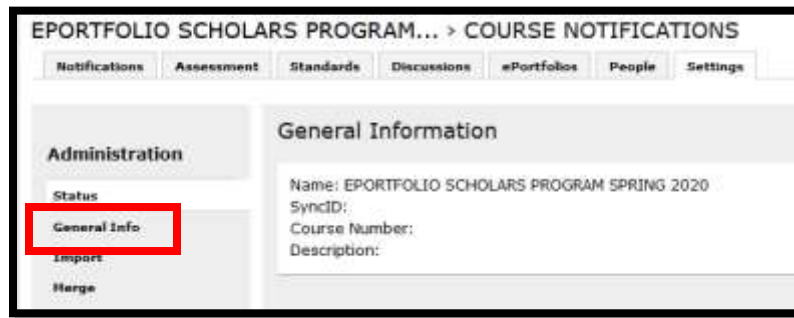 EPORTFOLIO SCHOLARS PROGRAM... > COURSE NOTIFICATIONS
Notifications Assessment Standards Discussions ePortfolios People Settings
Administration
Status
General Info
Import
Merge
General Information
Name: EPORTFOLIO SCHOLARS PROGRAM SPRING 2020
SyncID:
Course Number:
Description: